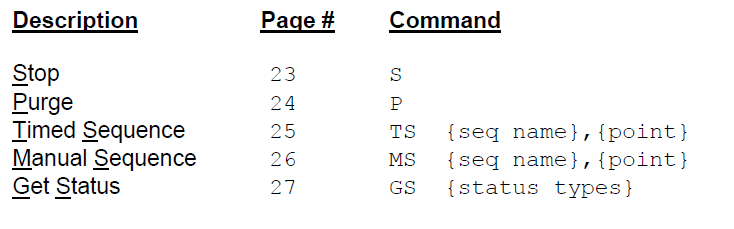 Description Page # Command
Stop 23 S
Purge 24 P
Timed Sequence 25 TS {seq name},{point}
Manual Sequence 26 MS {seq name},{point}
Get Status 27 GS {status types}